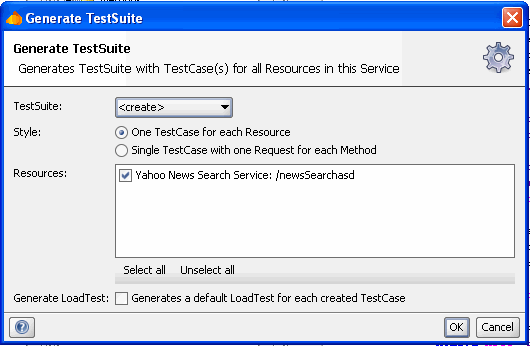 Generate TestSuite
Generate TestSuite
Generates TestSuite with TestCase(s) for all Resources in this Service
TestSuite: <create>
Style: One TestCase for each Resource
Single TestCase with one Request for each Method
Resources: Yahoo News Search Service: /newSearchasd
Select all Unselect all
Generate LoadTest: Generates a default LoadTest for each created TestCase
? OK Cancel